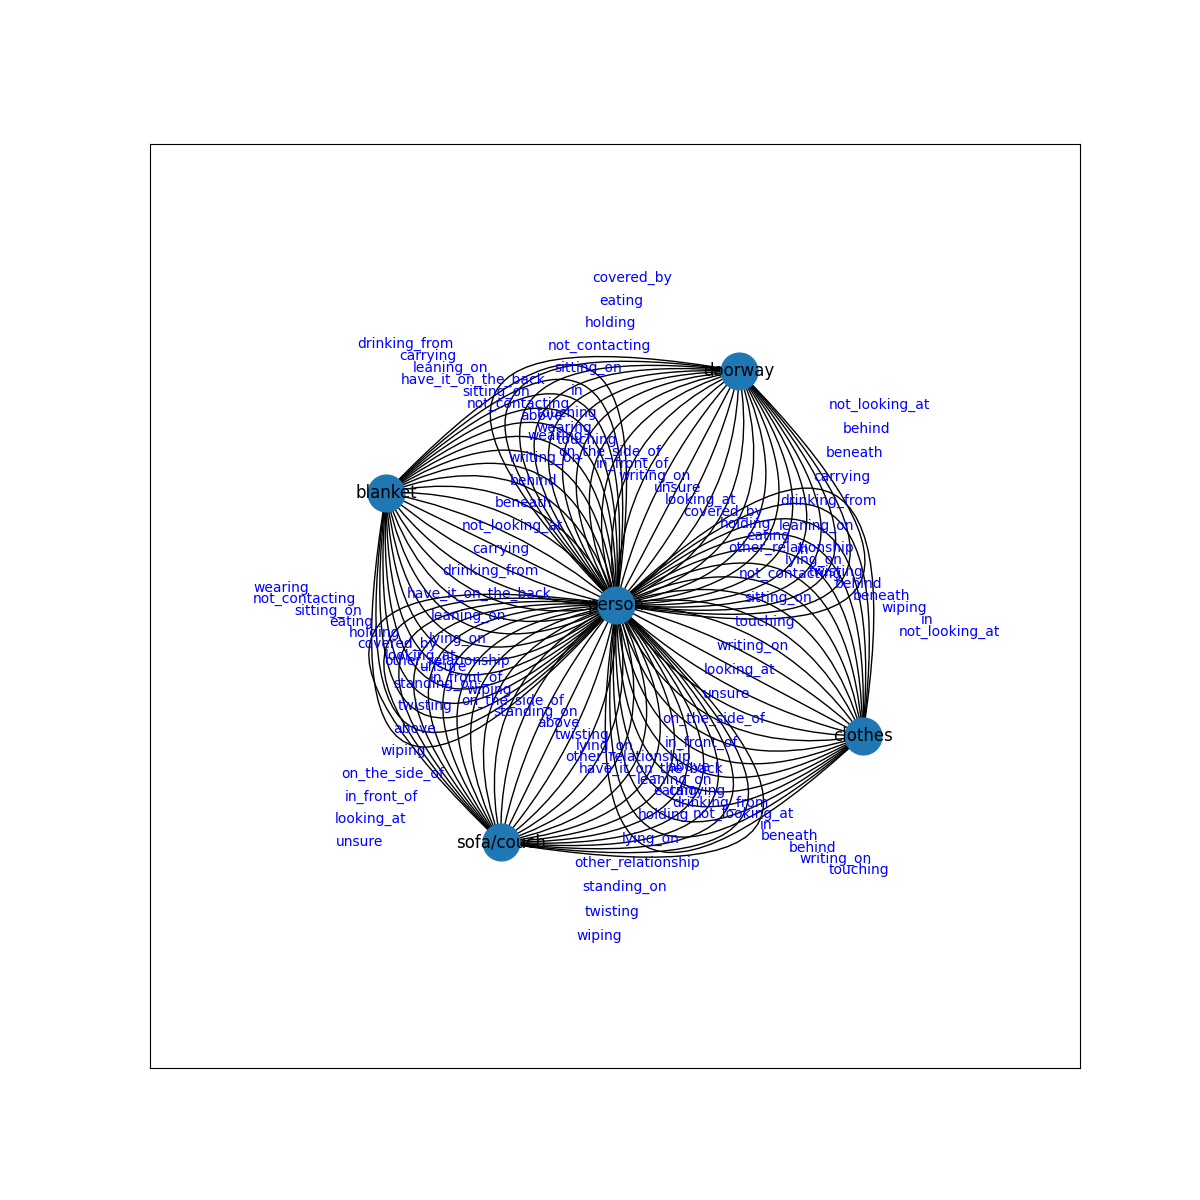 covered_by
eating
holding
drinking_from
not_contacting
carrying
leaning_on
sitting_on
doorway
have_it_on_the_back
sitting_on
in
not_contacting
not_looking_at
above
touching
wearing
behind
wearing
touching
on_the_side_of
beneath
writing_on
in_front_of
writing_on
carrying
behind
unsure
blanket
looking_at
drinking_from
beneath
covered_by
holding
not_looking_at
leaning_on
eating
carrying
other_relationship
in
lying_on
drinking_from
not_contacting
twisting
behind
wearing
have_it_on_the_back
sitting_on
beneath
not_contacting
person
wiping
sitting_on
leaning_on
in
eating
touching
holding
lying_on
not_looking_at
covered_by
writing_on
looking_at
other_relationship
unsure
looking_at
in_front_of
standing_on
wiping
unsure
on_the_side_of
twisting
standing_on
on_the_side_of
above
above
twisting
clothes
lying_on
in_front_of
wiping
other_relationship
on_the_side_of
have_it_on_the_back
above
leaning_on
in_front_of
eating
carrying
drinking_from
looking_at
holding
not_looking_at
in
unsure
sofa/couch
lying_on
beneath
behind
other_relationship
writing_on
touching
standing_on
twisting
wiping